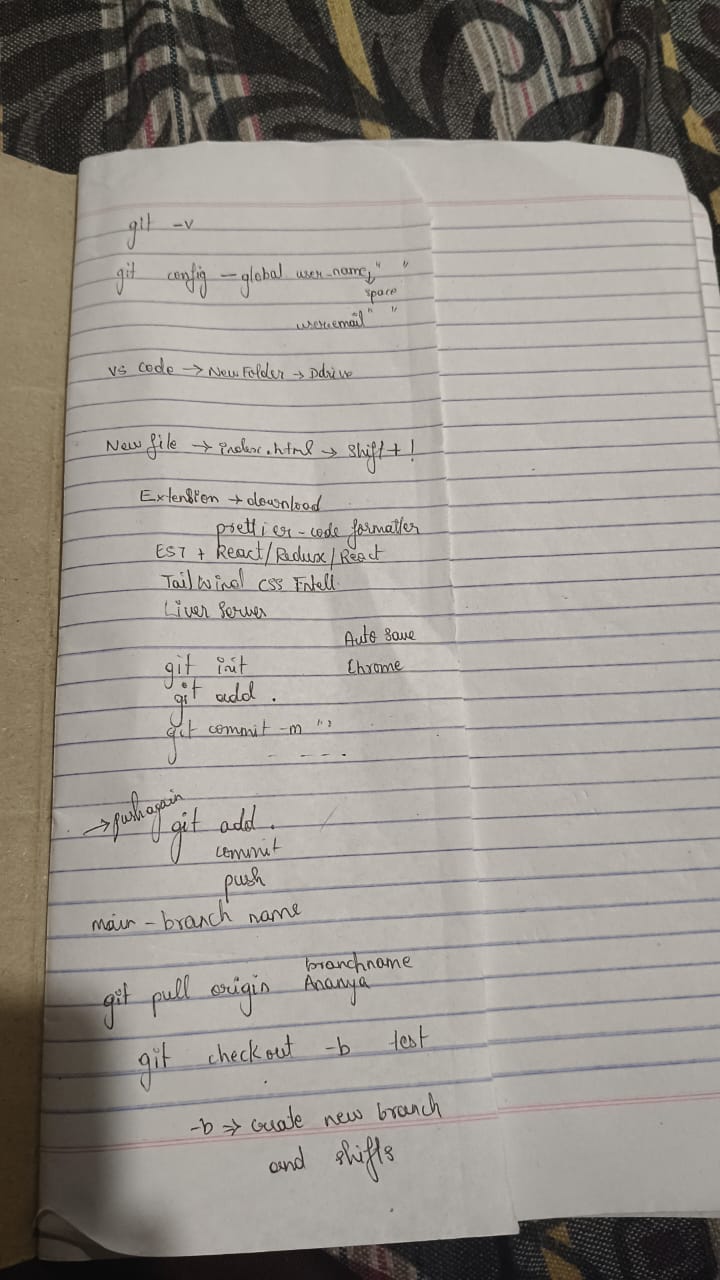 git -v
git config --global user.name, " "
space
user.email " "
VS code → New Folder → D drive
New file → index.html → shift + !
Extension → download
prettier - code formatter
ES7 + React/Redux/React
Tailwind CSS Intell.
Liver Server
Auto save
git init Chrome
git add .
git commit -m " "
- - - -
→ push again
git add .
commit
push
main - branch name
branchname
git pull origin Ananya
git checkout -b test
-b ⇒ create new branch
and shifts